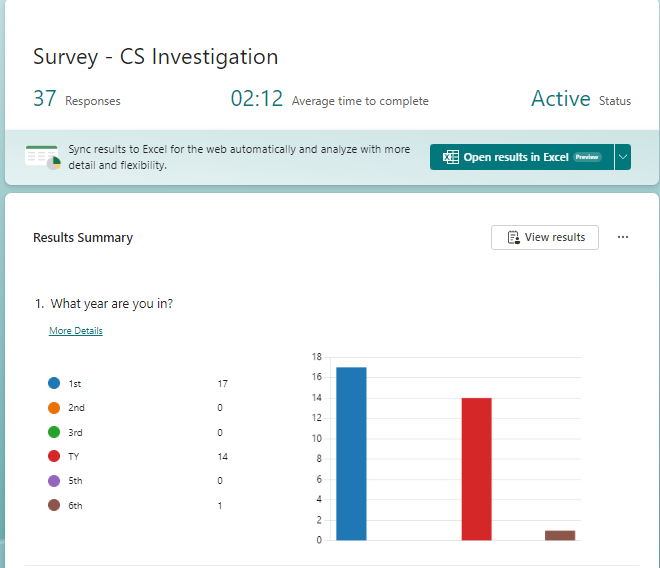 Survey - CS Investigation
37 Responses 02:12 Average time to complete Active Status
Sync results to Excel for the web automatically and analyze with more
detail and flexibility.
Open results in Excel Preview
Results Summary
View results
1. What year are you in?
More Details
1st 17
2nd 0
3rd 0
TY 14
5th 0
6th 1
18
16
14
12
10
8
6
4
2
0